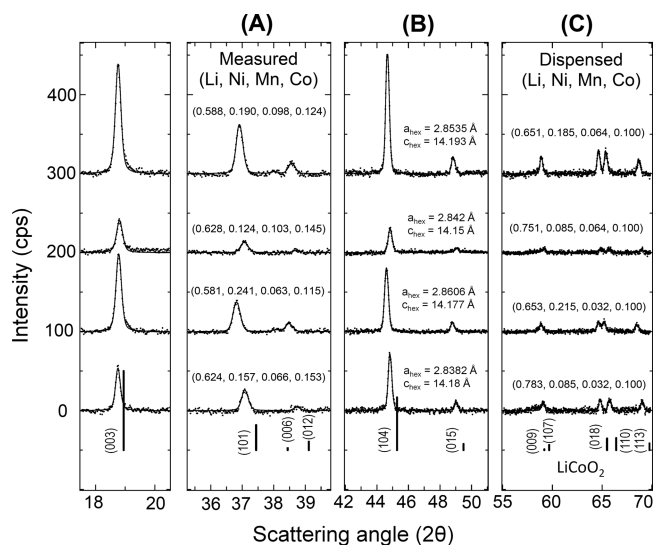 (A)
(B)
(C)
Measured
(Li, Ni, Mn, Co)
Dispensed
(Li, Ni, Mn, Co)
Intensity (cps)
400
300
200
100
0
(0.588, 0.190, 0.098, 0.124)
a_hex = 2.8535 Å
c_hex = 14.193 Å
(0.651, 0.185, 0.064, 0.100)
(0.628, 0.124, 0.103, 0.145)
a_hex = 2.842 Å
c_hex = 14.15 Å
(0.751, 0.085, 0.064, 0.100)
(0.581, 0.241, 0.063, 0.115)
a_hex = 2.8606 Å
c_hex = 14.177 Å
(0.653, 0.215, 0.032, 0.100)
(0.624, 0.157, 0.066, 0.153)
a_hex = 2.8382 Å
c_hex = 14.18 Å
(0.783, 0.085, 0.032, 0.100)
(003)
(101)
(006)
(012)
(104)
(015)
(009)
(107)
(018)
(110)
(113)
LiCoO₂
18 19 20
36 37 38 39
42 44 46 48 50
55 60 65 70
Scattering angle (2θ)